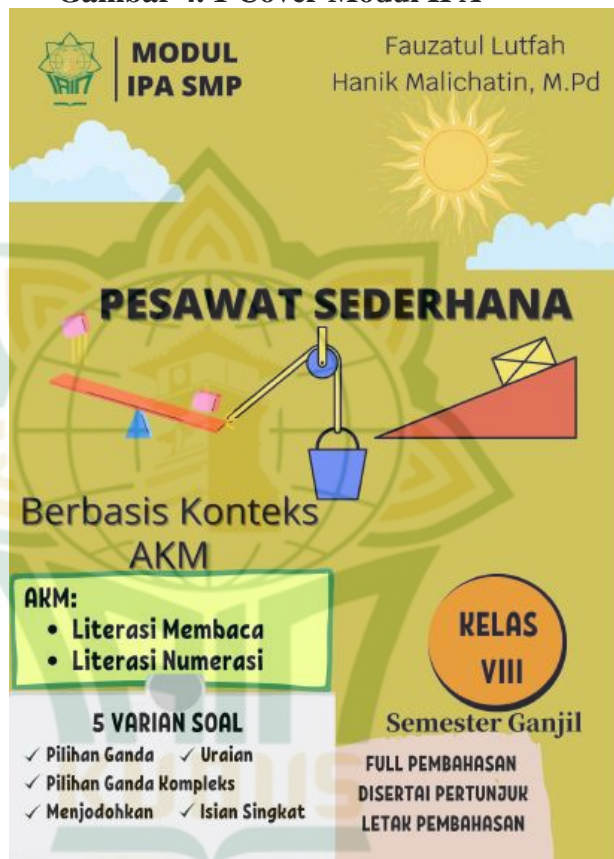 Gambar 4. 1 Cover Modul IPA
MODUL
IPA SMP
Fauzatul Lutfah
Hanik Malichatin, M.Pd
IAIN
PESAWAT SEDERHANA
Berbasis Konteks
AKM
AKM:
• Literasi Membaca
• Literasi Numerasi
KELAS
VIII
Semester Ganjil
5 VARIAN SOAL
✓ Pilihan Ganda ✓ Uraian
✓ Pilihan Ganda Kompleks
✓ Menjodohkan ✓ Isian Singkat
FULL PEMBAHASAN
DISERTAI PERTUNJUK
LETAK PEMBAHASAN